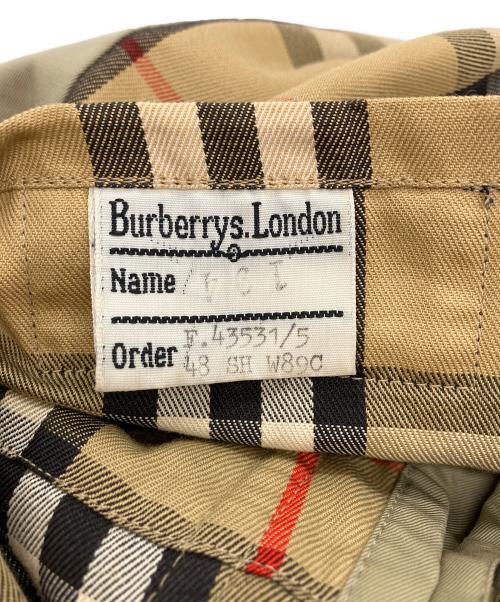 Burberrys.London
Name
F.43531/5
Order 48 SH W89C